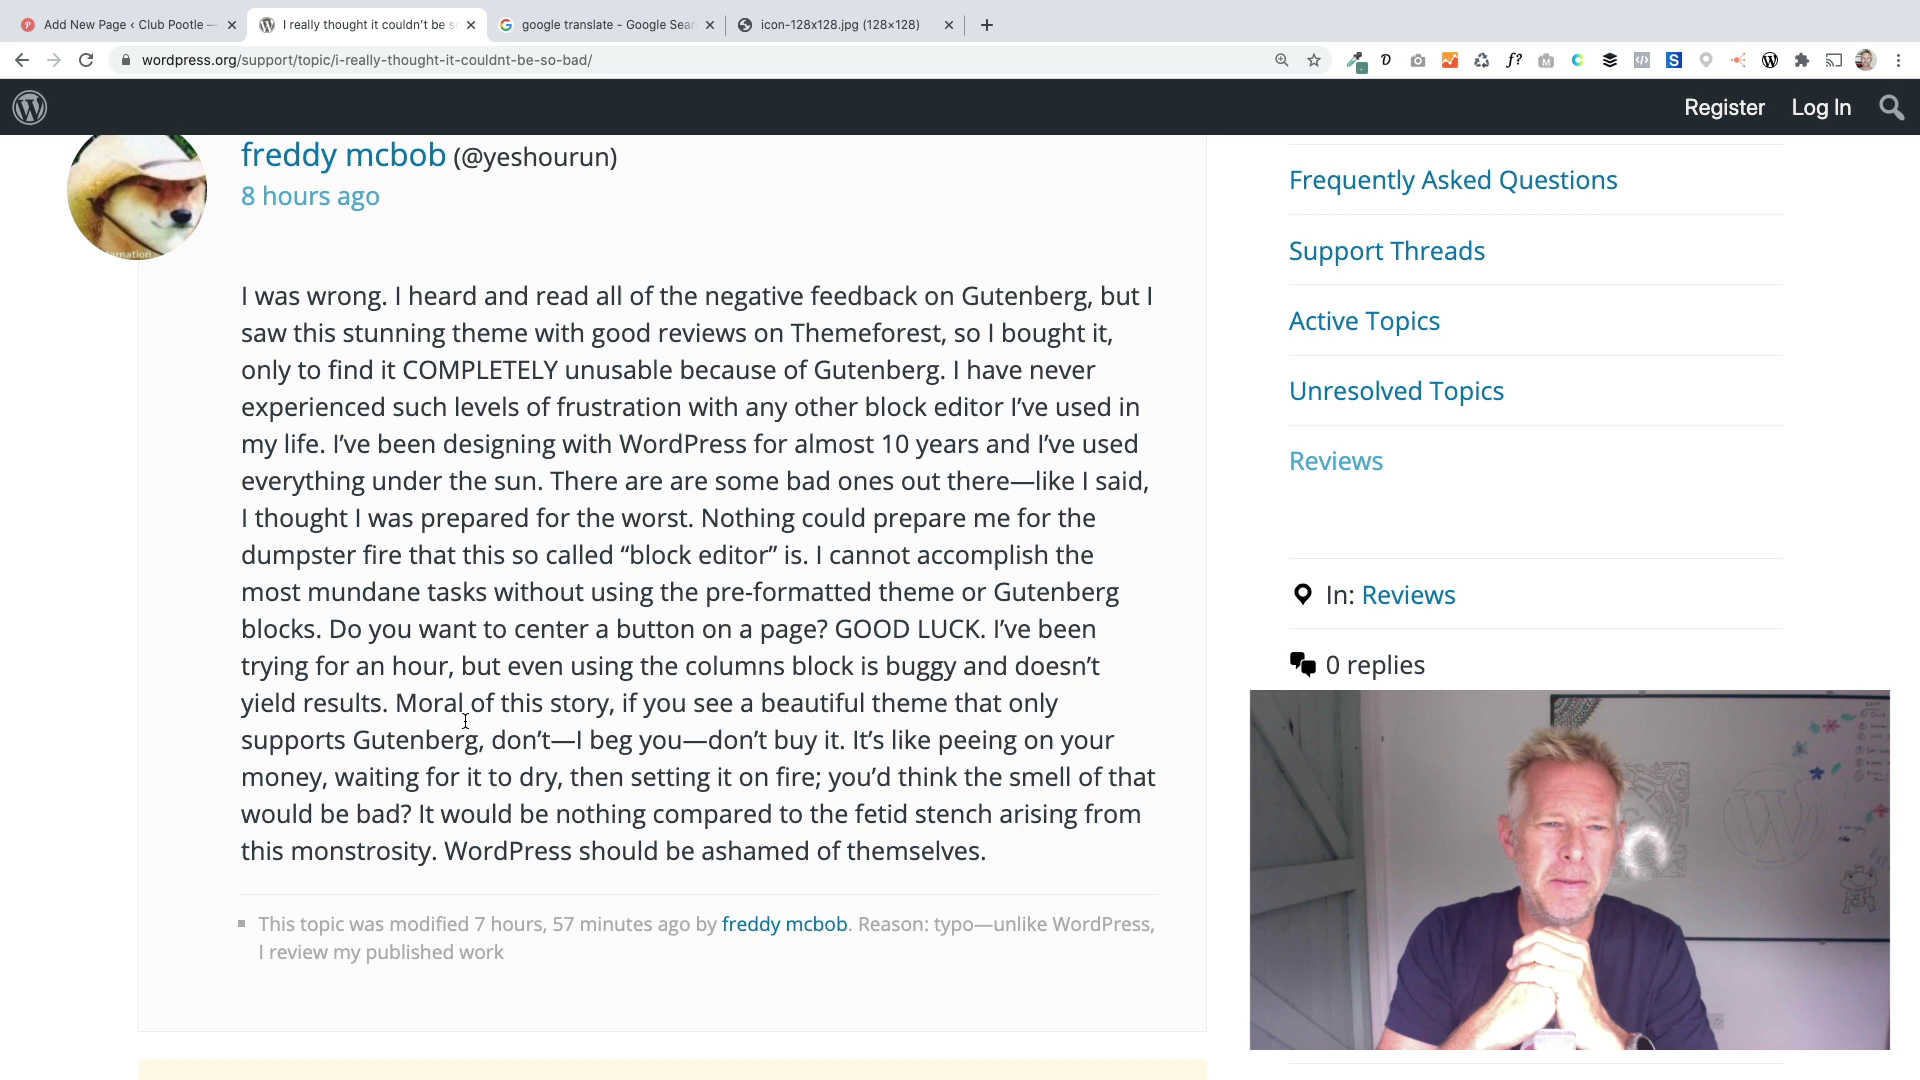 Add New Page ‹ Club Pootle —
I really thought it couldn't be s
google translate - Google Sear
icon-128x128.jpg (128×128)
wordpress.org/support/topic/i-really-thought-it-couldnt-be-so-bad/
Register
Log In
freddy mcbob (@yeshourun)
8 hours ago
I was wrong. I heard and read all of the negative feedback on Gutenberg, but I
saw this stunning theme with good reviews on Themeforest, so I bought it,
only to find it COMPLETELY unusable because of Gutenberg. I have never
experienced such levels of frustration with any other block editor I've used in
my life. I've been designing with WordPress for almost 10 years and I've used
everything under the sun. There are are some bad ones out there—like I said,
I thought I was prepared for the worst. Nothing could prepare me for the
dumpster fire that this so called “block editor” is. I cannot accomplish the
most mundane tasks without using the pre-formatted theme or Gutenberg
blocks. Do you want to center a button on a page? GOOD LUCK. I've been
trying for an hour, but even using the columns block is buggy and doesn't
yield results. Moral of this story, if you see a beautiful theme that only
supports Gutenberg, don't—I beg you—don't buy it. It's like peeing on your
money, waiting for it to dry, then setting it on fire; you'd think the smell of that
would be bad? It would be nothing compared to the fetid stench arising from
this monstrosity. WordPress should be ashamed of themselves.
This topic was modified 7 hours, 57 minutes ago by freddy mcbob. Reason: typo—unlike WordPress,
I review my published work
Frequently Asked Questions
Support Threads
Active Topics
Unresolved Topics
Reviews
In: Reviews
0 replies